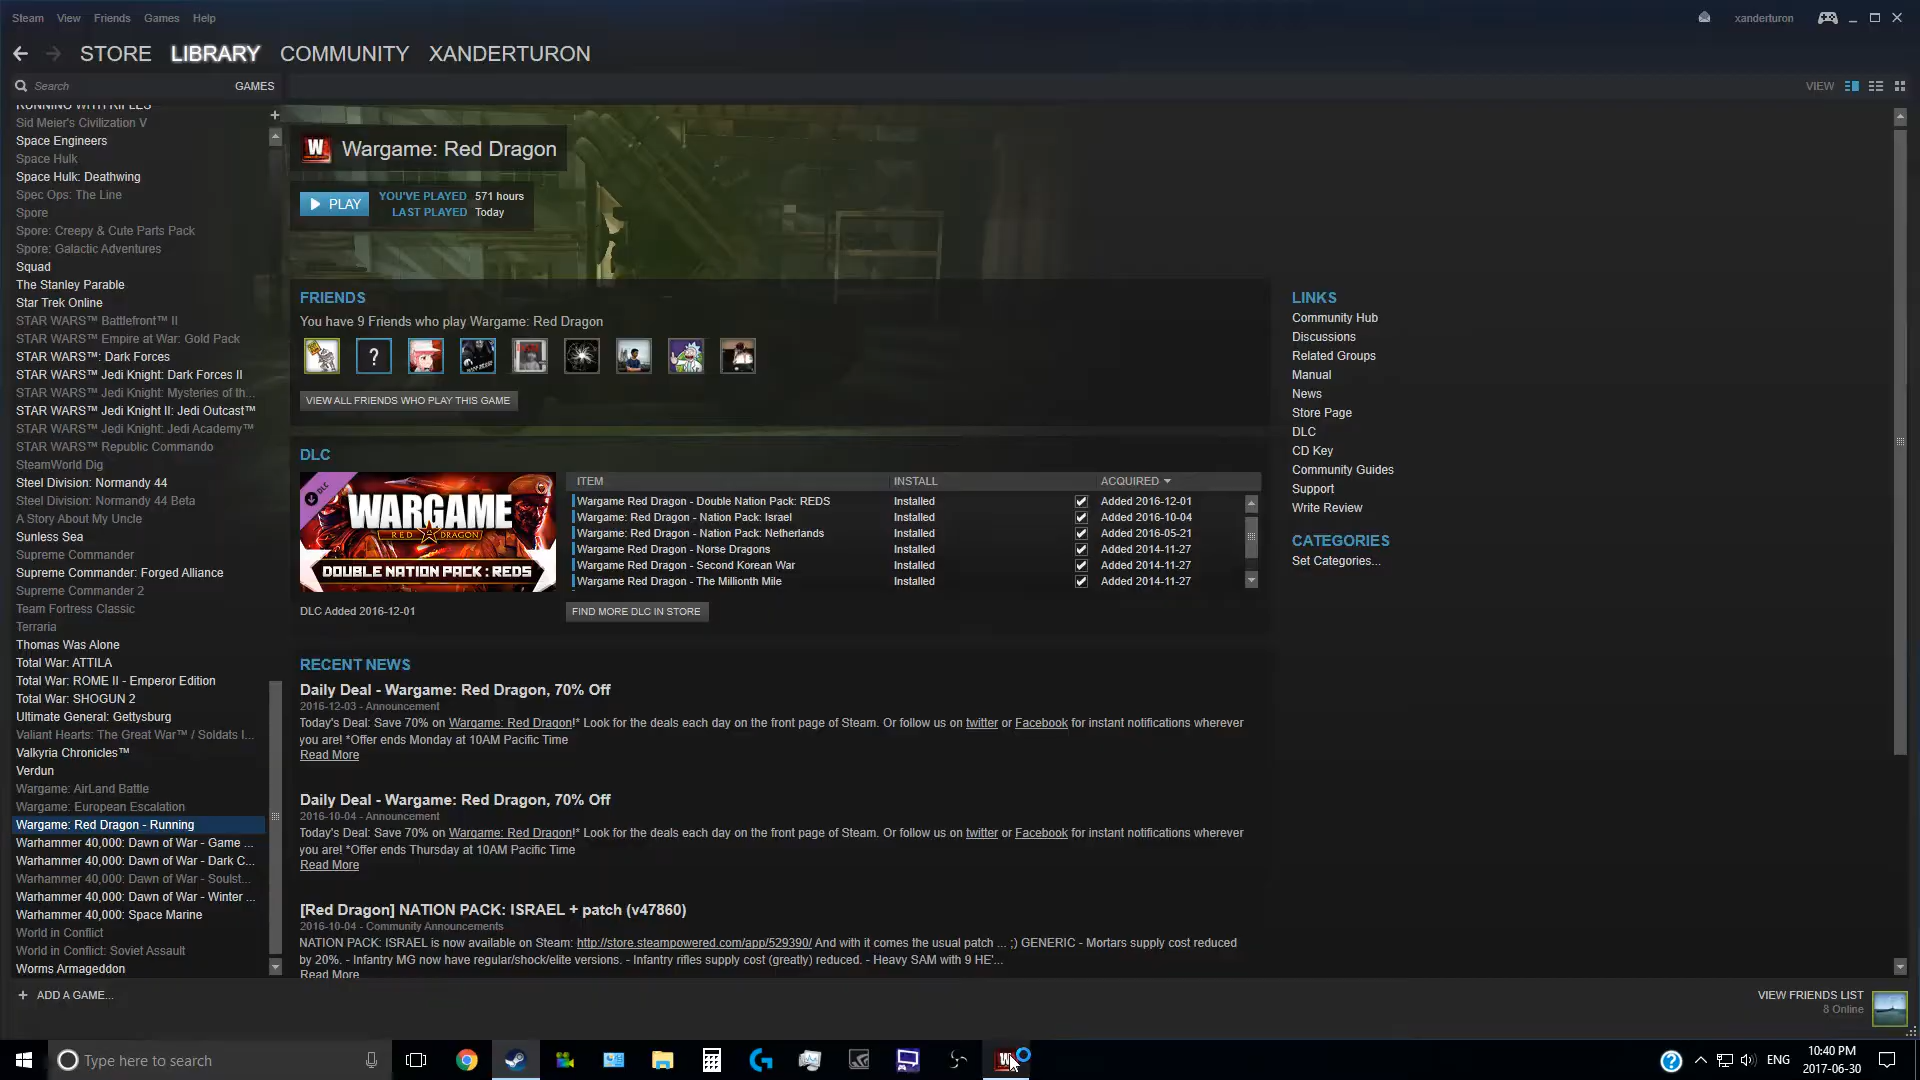 Steam View Friends Games Help
xanderturon
STORE LIBRARY COMMUNITY XANDERTURON
Search GAMES
VIEW
RUNNING WITH RIFLES
Sid Meier's Civilization V
Space Engineers
Space Hulk
Space Hulk: Deathwing
Spec Ops: The Line
Spore
Spore: Creepy & Cute Parts Pack
Spore: Galactic Adventures
Squad
The Stanley Parable
Star Trek Online
STAR WARS™ Battlefront™ II
STAR WARS™ Empire at War: Gold Pack
STAR WARS™: Dark Forces
STAR WARS™ Jedi Knight: Dark Forces II
STAR WARS™ Jedi Knight: Mysteries of th...
STAR WARS™ Jedi Knight II: Jedi Outcast™
STAR WARS™ Jedi Knight: Jedi Academy™
STAR WARS™ Republic Commando
SteamWorld Dig
Steel Division: Normandy 44
Steel Division: Normandy 44 Beta
A Story About My Uncle
Sunless Sea
Supreme Commander
Supreme Commander: Forged Alliance
Supreme Commander 2
Team Fortress Classic
Terraria
Thomas Was Alone
Total War: ATTILA
Total War: ROME II - Emperor Edition
Total War: SHOGUN 2
Ultimate General: Gettysburg
Valiant Hearts: The Great War™ / Soldats I...
Valkyria Chronicles™
Verdun
Wargame: AirLand Battle
Wargame: European Escalation
Wargame: Red Dragon - Running
Warhammer 40,000: Dawn of War - Game ...
Warhammer 40,000: Dawn of War - Dark C...
Warhammer 40,000: Dawn of War - Soulst...
Warhammer 40,000: Dawn of War - Winter ...
Warhammer 40,000: Space Marine
World in Conflict
World in Conflict: Soviet Assault
Worms Armageddon
+ ADD A GAME...
W Wargame: Red Dragon
PLAY YOU'VE PLAYED 571 hours
LAST PLAYED Today
FRIENDS
You have 9 Friends who play Wargame: Red Dragon
?
VIEW ALL FRIENDS WHO PLAY THIS GAME
DLC
DLC
WARGAME
RED DRAGON
DOUBLE NATION PACK: REDS
DLC Added 2016-12-01
ITEM INSTALL ACQUIRED
Wargame Red Dragon - Double Nation Pack: REDS Installed Added 2016-12-01
Wargame: Red Dragon - Nation Pack: Israel Installed Added 2016-10-04
Wargame: Red Dragon - Nation Pack: Netherlands Installed Added 2016-05-21
Wargame Red Dragon - Norse Dragons Installed Added 2014-11-27
Wargame Red Dragon - Second Korean War Installed Added 2014-11-27
Wargame Red Dragon - The Millionth Mile Installed Added 2014-11-27
FIND MORE DLC IN STORE
RECENT NEWS
Daily Deal - Wargame: Red Dragon, 70% Off
2016-12-03 - Announcement
Today's Deal: Save 70% on Wargame: Red Dragon!* Look for the deals each day on the front page of Steam. Or follow us on twitter or Facebook for instant notifications wherever
you are! *Offer ends Monday at 10AM Pacific Time
Read More
Daily Deal - Wargame: Red Dragon, 70% Off
2016-10-04 - Announcement
Today's Deal: Save 70% on Wargame: Red Dragon!* Look for the deals each day on the front page of Steam. Or follow us on twitter or Facebook for instant notifications wherever
you are! *Offer ends Thursday at 10AM Pacific Time
Read More
[Red Dragon] NATION PACK: ISRAEL + patch (v47860)
2016-10-04 - Community Announcements
NATION PACK: ISRAEL is now available on Steam: http://store.steampowered.com/app/529390/ And with it comes the usual patch ... ;) GENERIC - Mortars supply cost reduced
by 20%. - Infantry MG now have regular/shock/elite versions. - Infantry rifles supply cost (greatly) reduced. - Heavy SAM with 9 HE'...
Read More
LINKS
Community Hub
Discussions
Related Groups
Manual
News
Store Page
DLC
CD Key
Community Guides
Support
Write Review
CATEGORIES
Set Categories...
VIEW FRIENDS LIST
8 Online
Type here to search
ENG
10:40 PM
2017-06-30